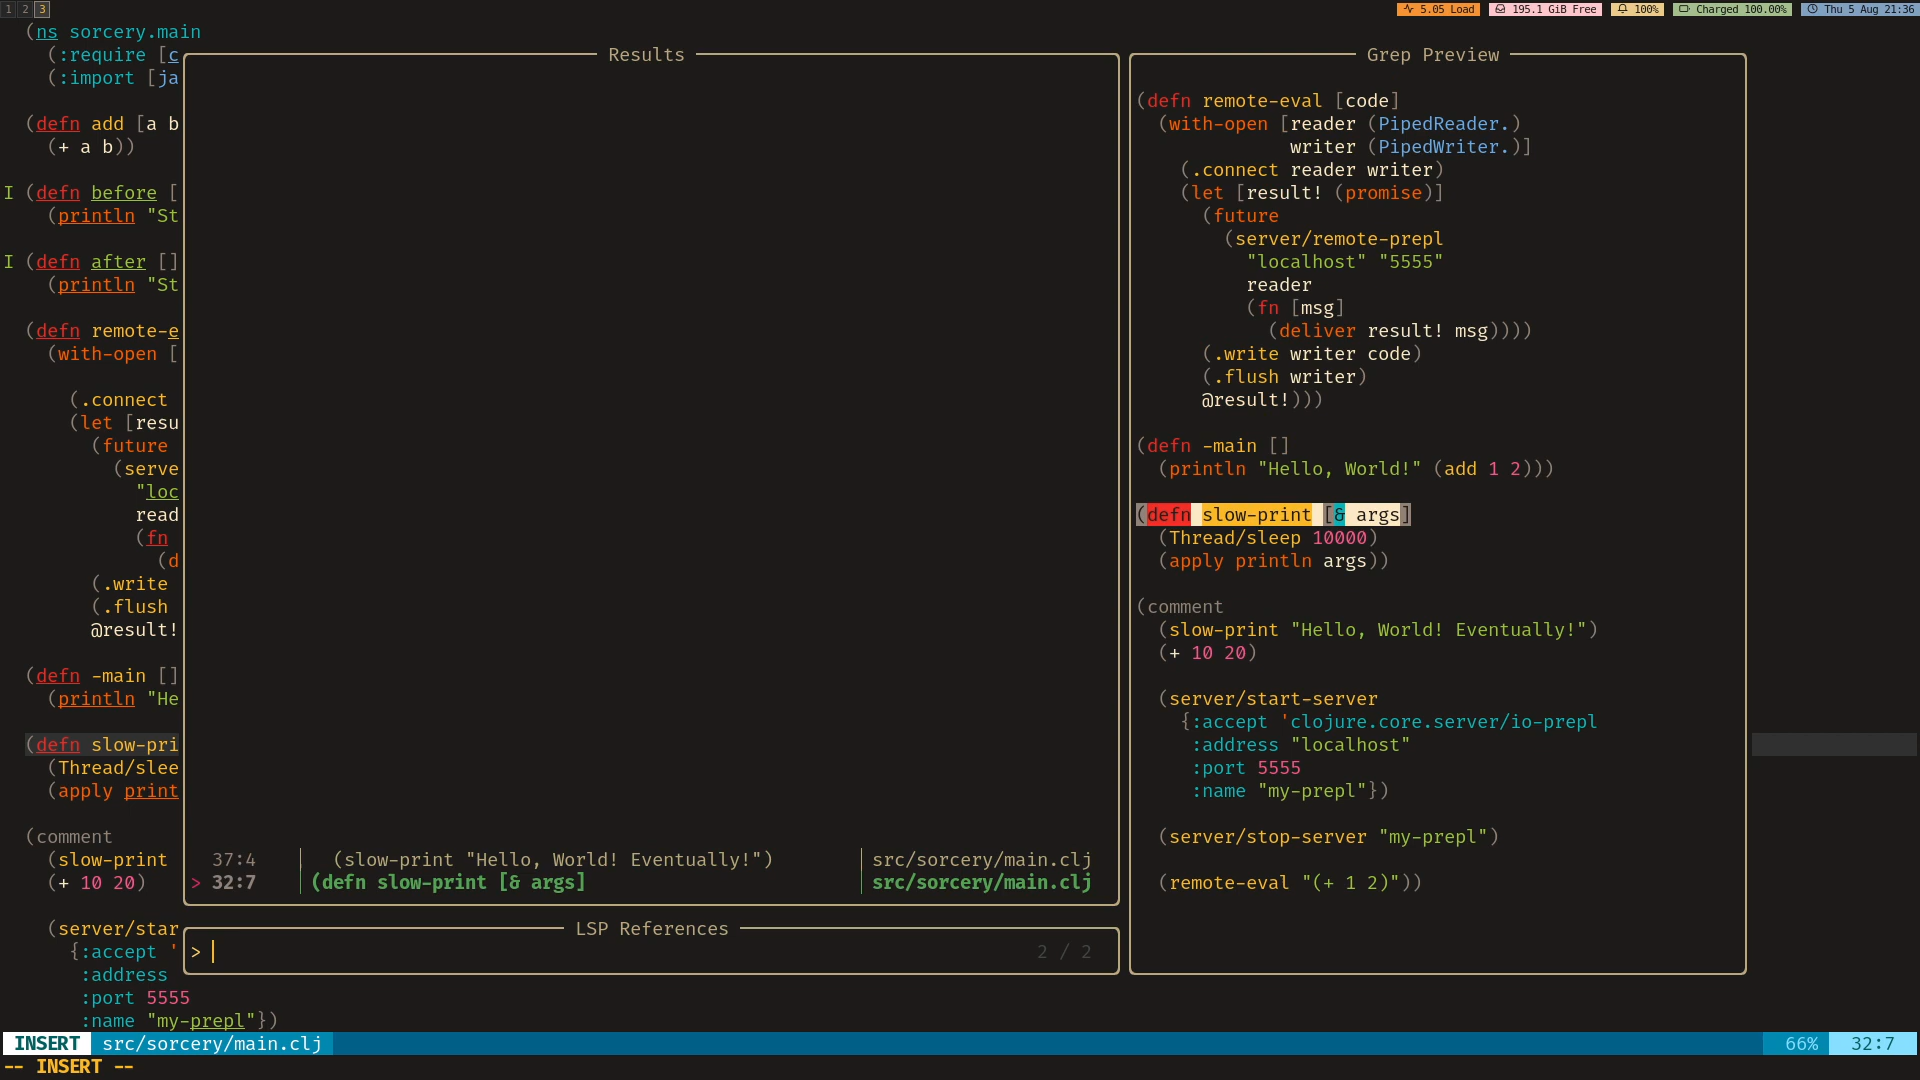 1 2 3
5.05 Load
195.1 GiB Free
100%
Charged 100.00%
Thu 5 Aug 21:36
(ns sorcery.main
(:require [c
(:import [ja
(defn add [a b
(+ a b))
I (defn before [
(println "St
I (defn after []
(println "St
(defn remote-e
(with-open [
(.connect
(let [resu
(future
(serve
"loc
read
(fn
(d
(.write
(.flush
@result!
(defn -main []
(println "He
(defn slow-pri
(Thread/slee
(apply print
(comment
(slow-print
(+ 10 20)
(server/star
{:accept '
:address
:port 5555
:name "my-prepl"})
Results
37:4 │ (slow-print "Hello, World! Eventually!") │ src/sorcery/main.clj
> 32:7 │(defn slow-print [& args] │ src/sorcery/main.clj
LSP References
> 2 / 2
Grep Preview
(defn remote-eval [code]
(with-open [reader (PipedReader.)
writer (PipedWriter.)]
(.connect reader writer)
(let [result! (promise)]
(future
(server/remote-prepl
"localhost" "5555"
reader
(fn [msg]
(deliver result! msg))))
(.write writer code)
(.flush writer)
@result!)))
(defn -main []
(println "Hello, World!" (add 1 2)))
(defn slow-print [& args]
(Thread/sleep 10000)
(apply println args))
(comment
(slow-print "Hello, World! Eventually!")
(+ 10 20)
(server/start-server
{:accept 'clojure.core.server/io-prepl
:address "localhost"
:port 5555
:name "my-prepl"})
(server/stop-server "my-prepl")
(remote-eval "(+ 1 2)"))
INSERT src/sorcery/main.clj 66% 32:7
-- INSERT --